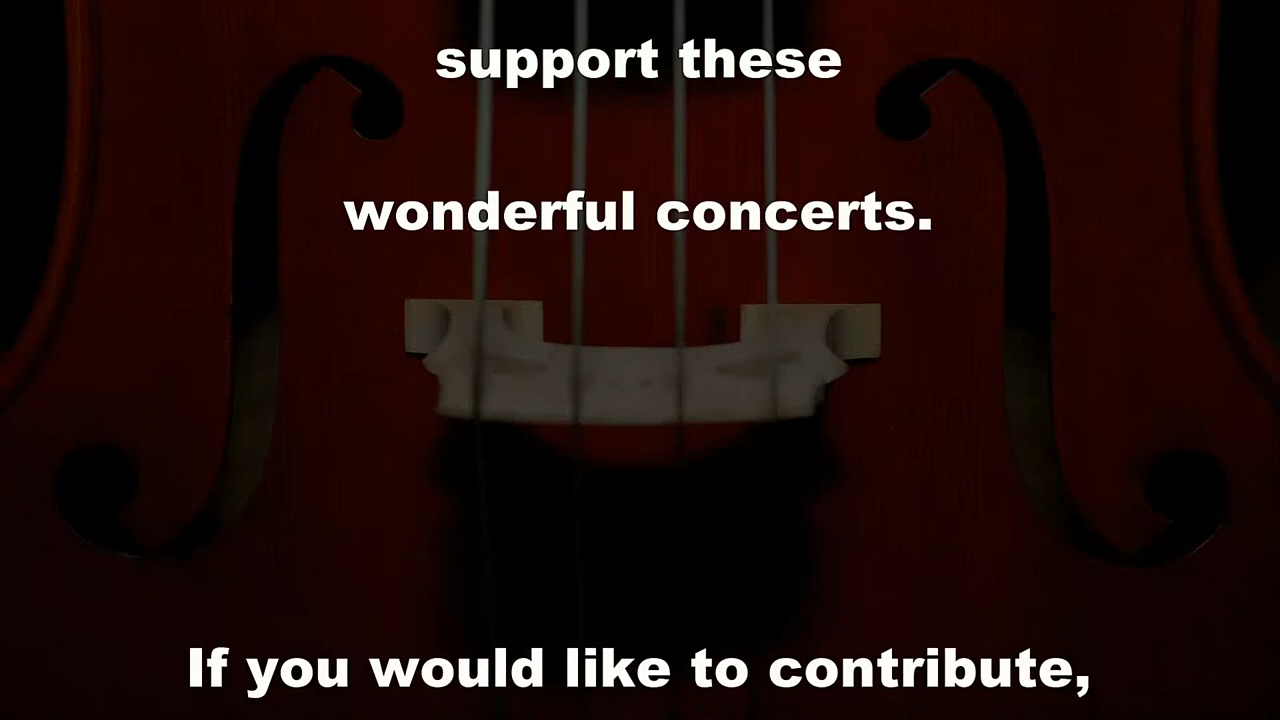 support these
wonderful concerts.
If you would like to contribute,